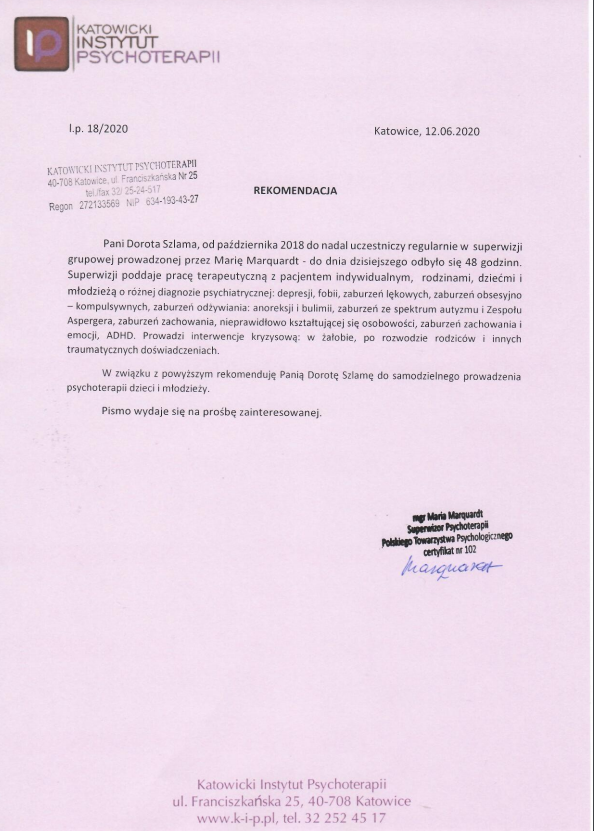 KATOWICKI
INSTYTUT
PSYCHOTERAPII
l.p. 18/2020
Katowice, 12.06.2020
KATOWICKI INSTYTUT PSYCHOTERAPII
40-708 Katowice, ul. Franciszkańska Nr 25
tel./fax 32/ 25-24-517
Regon 272133569 NIP 634-193-43-27
REKOMENDACJA
Pani Dorota Szlama, od października 2018 do nadal uczestniczy regularnie w superwizji
grupowej prowadzonej przez Marię Marquardt - do dnia dzisiejszego odbyło się 48 godzinn.
Superwizji poddaje pracę terapeutyczną z pacjentem indywidualnym, rodzinami, dziećmi i
młodzieżą o różnej diagnozie psychiatrycznej: depresji, fobii, zaburzeń lękowych, zaburzeń obsesyjno
– kompulsywnych, zaburzeń odżywiania: anoreksji i bulimii, zaburzeń ze spektrum autyzmu i Zespołu
Aspergera, zaburzeń zachowania, nieprawidłowo kształtującej się osobowości, zaburzeń zachowania i
emocji, ADHD. Prowadzi interwencje kryzysową: w żałobie, po rozwodzie rodziców i innych
traumatycznych doświadczeniach.
W związku z powyższym rekomenduję Panią Dorotę Szlamę do samodzielnego prowadzenia
psychoterapii dzieci i młodzieży.
Pismo wydaje się na prośbę zainteresowanej.
mgr Maria Marquardt
Superwizor Psychoterapii
Polskiego Towarzystwa Psychologicznego
certyfikat nr 102
Marquardt
Katowicki Instytut Psychoterapii
ul. Franciszkańska 25, 40-708 Katowice
www.k-i-p.pl, tel. 32 252 45 17